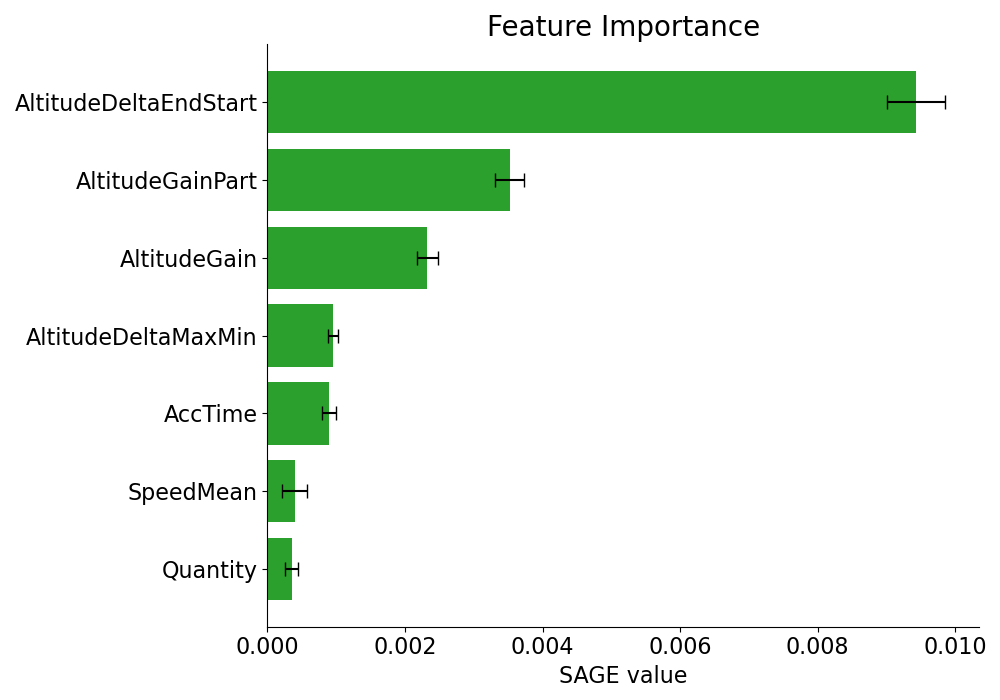 Feature Importance
AltitudeDeltaEndStart
AltitudeGainPart
AltitudeGain
AltitudeDeltaMaxMin
AccTime
SpeedMean
Quantity
0.000 0.002 0.004 0.006 0.008 0.010
SAGE value